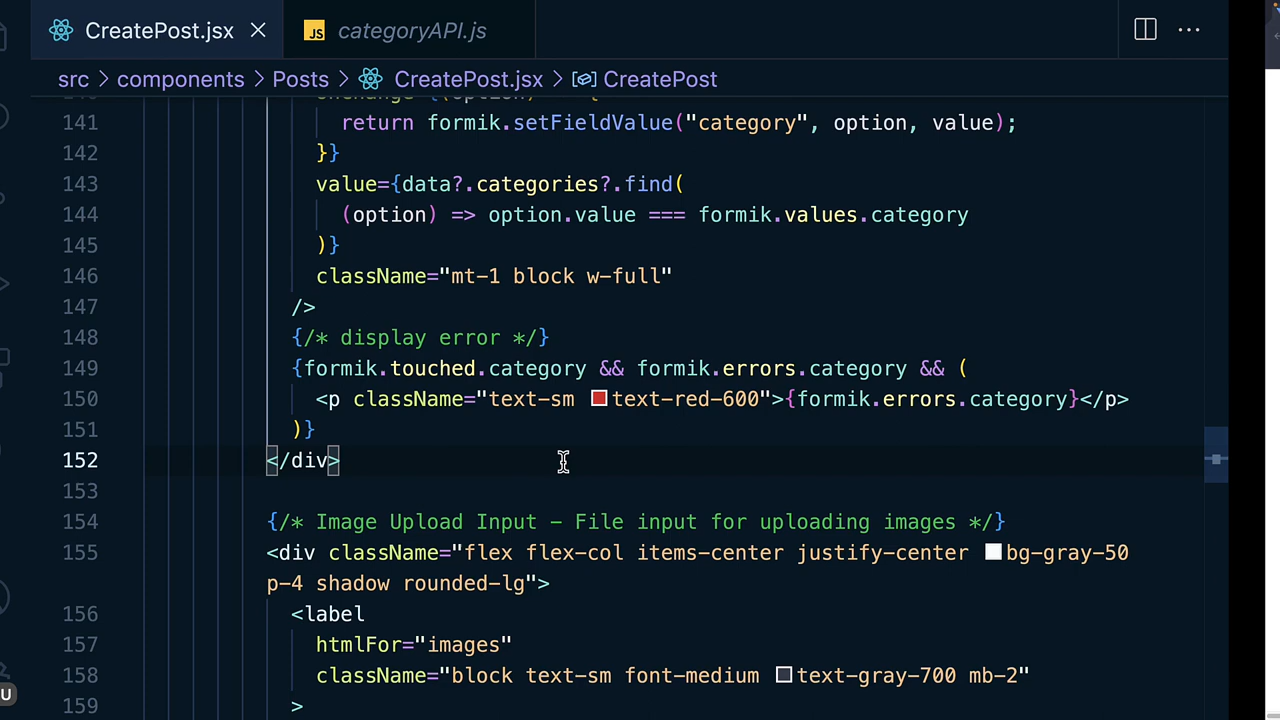 CreatePost.jsx
JS categoryAPI.js
src > components > Posts > CreatePost.jsx > CreatePost
141 return formik.setFieldValue("category", option, value);
142 }}
143 value={data?.categories?.find(
144 (option) => option.value === formik.values.category
145 )}
146 className="mt-1 block w-full"
147 />
148 {/* display error */}
149 {formik.touched.category && formik.errors.category && (
150 <p className="text-sm text-red-600">{formik.errors.category}</p>
151 )}
152 </div>
153
154 {/* Image Upload Input – File input for uploading images */}
155 <div className="flex flex-col items-center justify-center bg-gray-50
p-4 shadow rounded-lg">
156 <label
157 htmlFor="images"
158 className="block text-sm font-medium text-gray-700 mb-2"
159 >
U